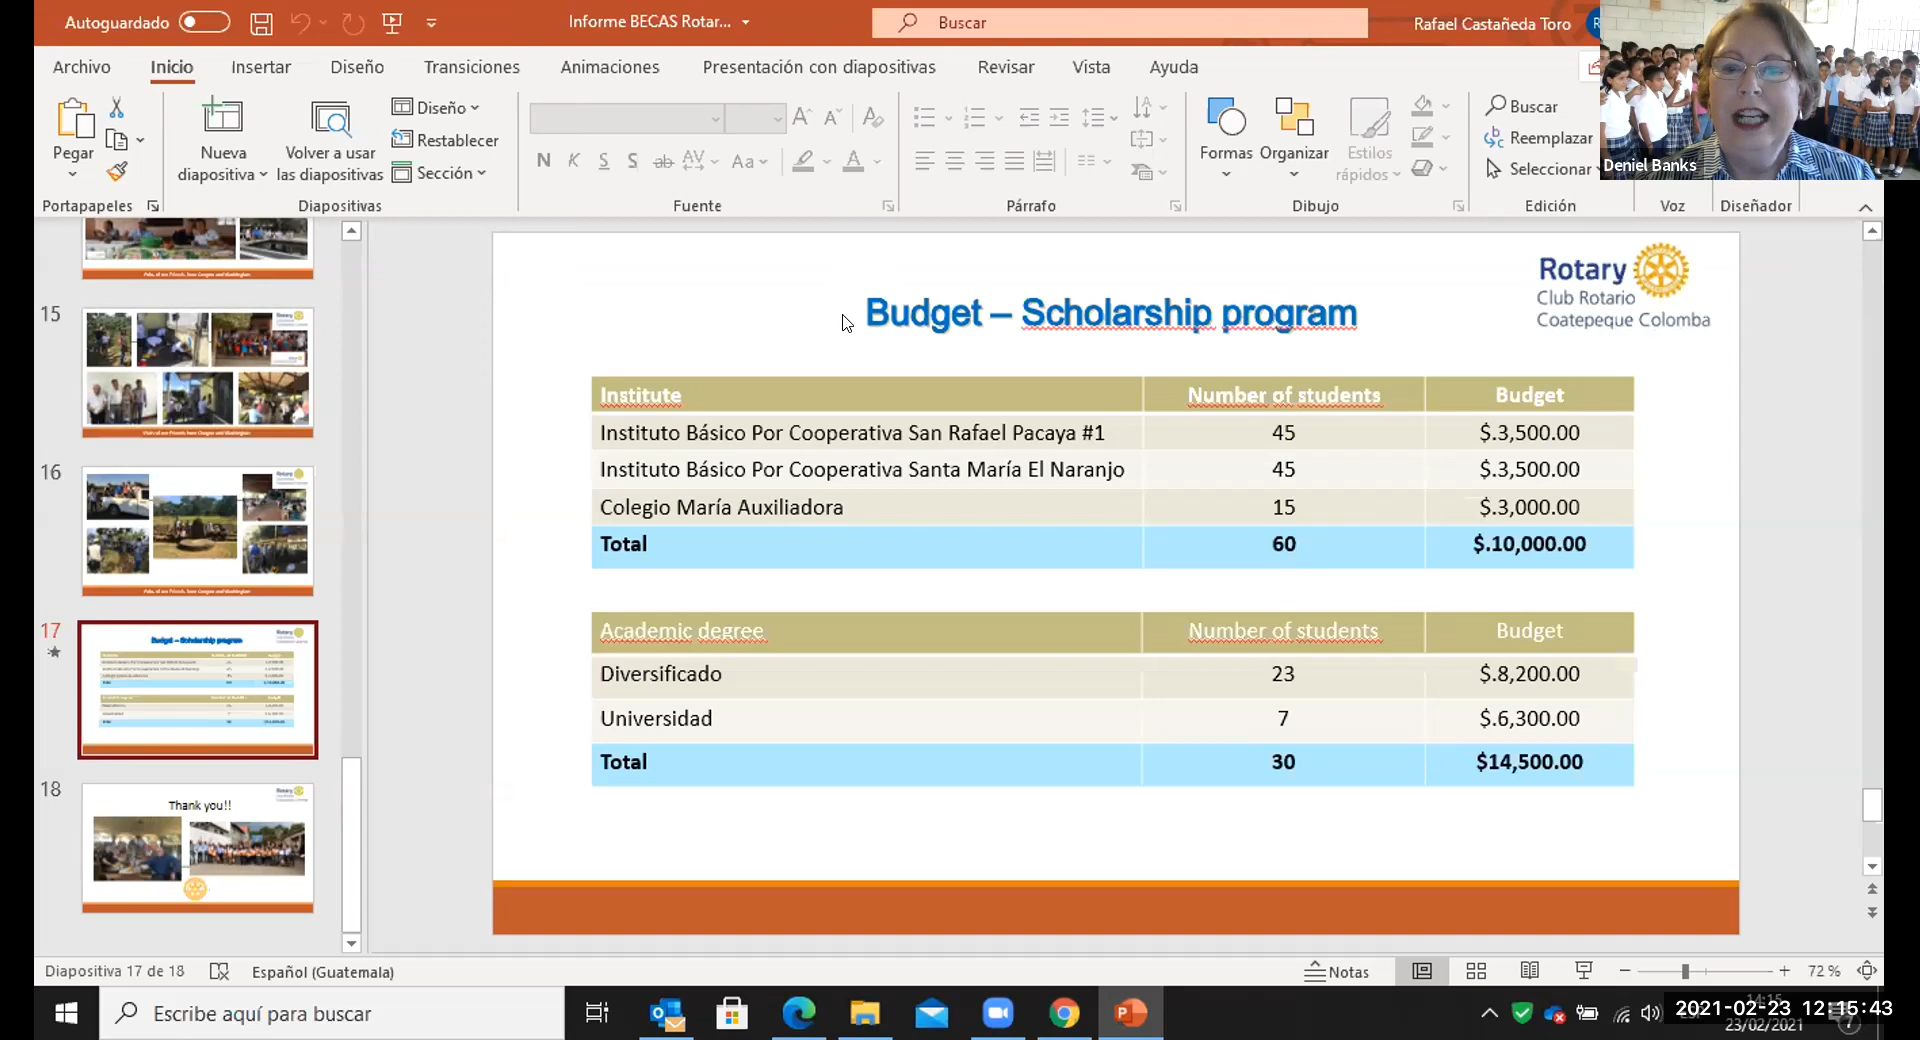 Autoguardado
Informe BECAS Rotar...
Buscar
Rafael Castañeda Toro
Archivo
Inicio
Insertar
Diseño
Transiciones
Animaciones
Presentación con diapositivas
Revisar
Vista
Ayuda
Pegar
Nueva
diapositiva
Volver a usar
las diapositivas
Diseño
Restablecer
Sección
N K S S ab AV Aa A
Formas
Organizar
Estilos
rápidos
Buscar
Reemplazar
Seleccionar
Deniel Banks
Portapapeles
Diapositivas
Fuente
Párrafo
Dibujo
Edición
Voz
Diseñador
15
16
17
18
Thank you!!
Rotary
Club Rotario
Coatepeque Colomba
Budget – Scholarship program
Institute Number of students Budget
Instituto Básico Por Cooperativa San Rafael Pacaya #1 45 $.3,500.00
Instituto Básico Por Cooperativa Santa María El Naranjo 45 $.3,500.00
Colegio María Auxiliadora 15 $.3,000.00
Total 60 $.10,000.00
Academic degree Number of students Budget
Diversificado 23 $.8,200.00
Universidad 7 $.6,300.00
Total 30 $14,500.00
Diapositiva 17 de 18
Español (Guatemala)
Notas
72 %
Escribe aquí para buscar
2021-02-23 12:15:43
23/02/2021